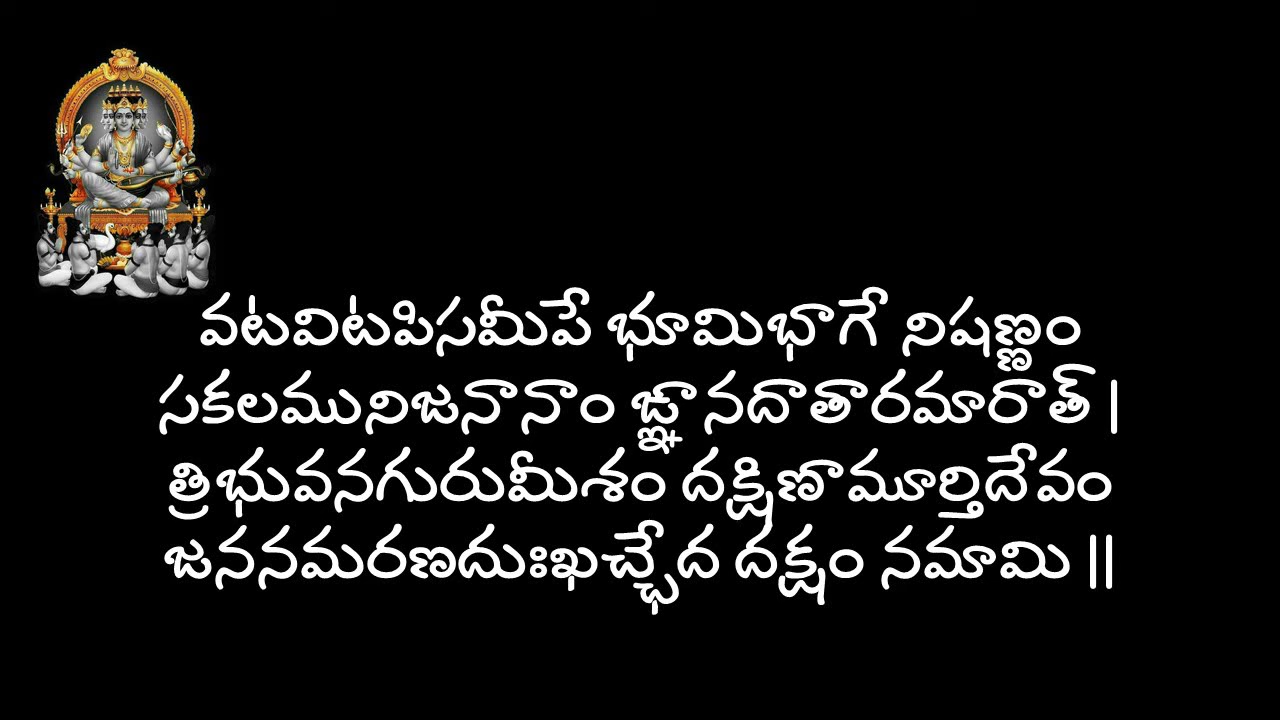 వటవిటపిసమీపే భూమిభాగే నిషణ్ణం
సకలమునిజనానాం ఙ్ఞానదాతారమారాత్ |
త్రిభువనగురుమీశం దక్షిణామూర్తిదేవం
జననమరణదుఃఖచ్ఛేద దక్షం నమామి ||